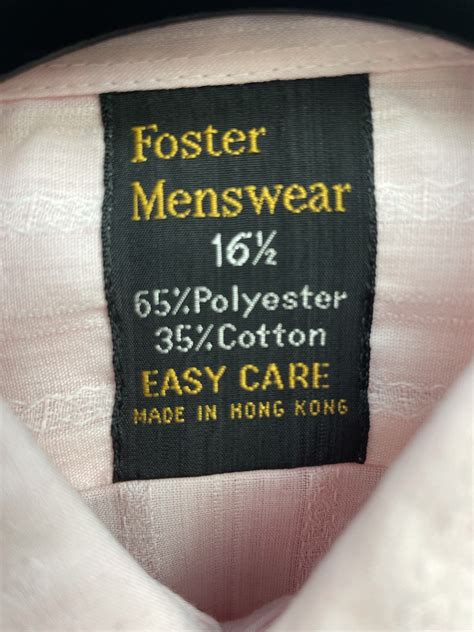 Foster
Menswear
16½
65%Polyester
35%Cotton
EASY CARE
MADE IN HONG KONG